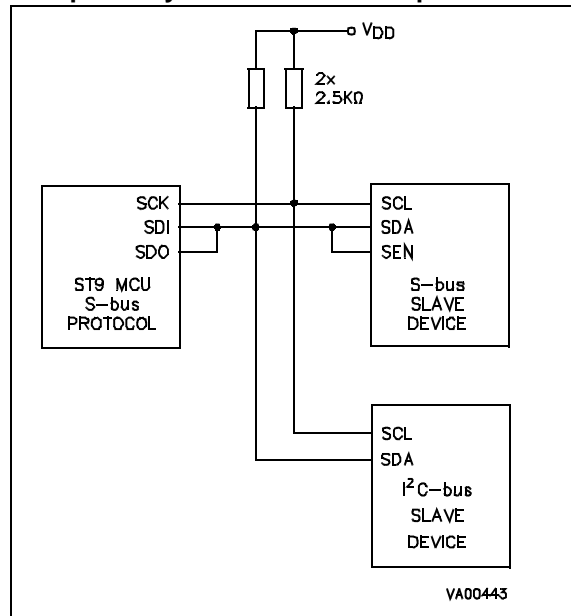 VDD
2x
2.5KΩ
SCK
SDI
SDO
ST9 MCU
S-bus
PROTOCOL
SCL
SDA
SEN
S-bus
SLAVE
DEVICE
SCL
SDA
I²C-bus
SLAVE
DEVICE
VA00443